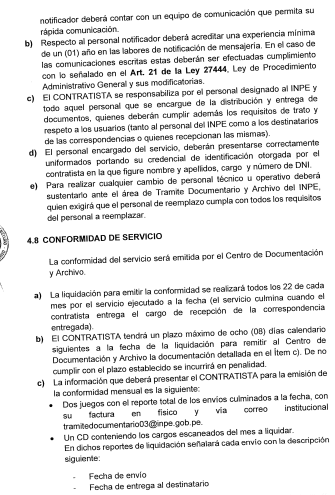 notificador deberá contar con un equipo de comunicación que permita su
rápida comunicación.
b) Respecto al personal notificador deberá acreditar una experiencia mínima
de un (01) año en las labores de notificación de mensajería. En el caso de
las comunicaciones escritas estas deberán ser efectuadas cumplimiento
con lo señalado en el Art. 21 de la Ley 27444, Ley de Procedimiento
Administrativo General y sus modificatorias.
c) El CONTRATISTA se responsabiliza por el personal designado al INPE y
todo aquel personal que se encargue de la distribución y entrega de
documentos, quienes deberán cumplir además los requisitos de trato y
respeto a los usuarios (tanto al personal del INPE como a los destinatarios
de las correspondencias o quienes recepcionan las mismas).
d) El personal encargado del servicio, deberán presentarse correctamente
uniformados portando su credencial de identificación otorgada por el
contratista en la que figure nombre y apellidos, cargo y número de DNI.
e) Para realizar cualquier cambio de personal técnico u operativo deberá
sustentarlo ante el área de Tramite Documentario y Archivo del INPE,
quien exigirá que el personal de reemplazo cumpla con todos los requisitos
del personal a reemplazar.
4.8 CONFORMIDAD DE SERVICIO
La conformidad del servicio será emitida por el Centro de Documentación
y Archivo.
a) La liquidación para emitir la conformidad se realizará todos los 22 de cada
mes por el servicio ejecutado a la fecha (el servicio culmina cuando el
contratista entrega el cargo de recepción de la correspondencia
entregada).
b) El CONTRATISTA tendrá un plazo máximo de ocho (08) días calendario
siguientes a la fecha de la liquidación para remitir al Centro de
Documentación y Archivo la documentación detallada en el Ítem c). De no
cumplir con el plazo establecido se incurrirá en penalidad.
c) La información que deberá presentar el CONTRATISTA para la emisión de
la conformidad mensual es la siguiente:
• Dos juegos con el reporte total de los envíos culminados a la fecha, con
su factura en físico y vía correo institucional
tramitedocumentario03@inpe.gob.pe.
• Un CD conteniendo los cargos escaneados del mes a liquidar.
En dichos reportes de liquidación señalará cada envío con la descripción
siguiente:
- Fecha de envío
- Fecha de entrega al destinatario